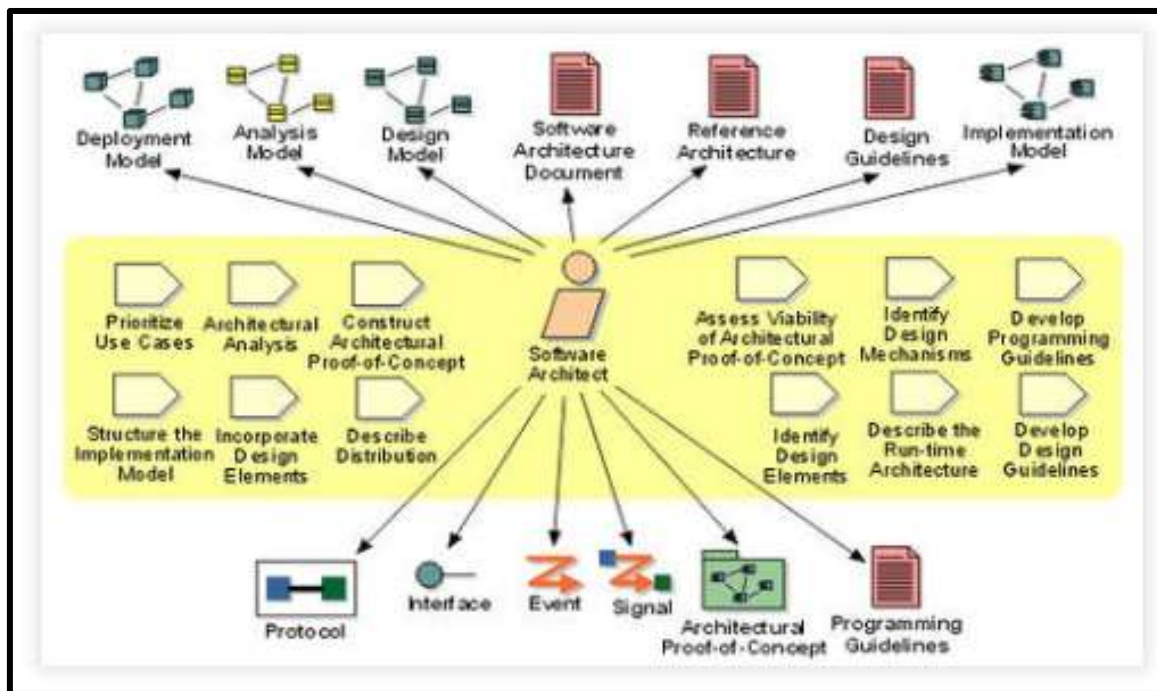 Deployment
Model
Analysis
Model
Design
Model
Software
Architecture
Document
Reference
Architecture
Design
Guidelines
Implementation
Model
Prioritize
Use Cases
Architectural
Analysis
Construct
Architectural
Proof-of-Concept
Software
Architect
Assess Viability
of Architectural
Proof-of-Concept
Identify
Design
Mechanisms
Develop
Programming
Guidelines
Structure the
Implementation
Model
Incorporate
Design
Elements
Describe
Distribution
Identify
Design
Elements
Describe the
Run-time
Architecture
Develop
Design
Guidelines
Protocol
Interface
Event
Signal
Architectural
Proof-of-Concept
Programming
Guidelines